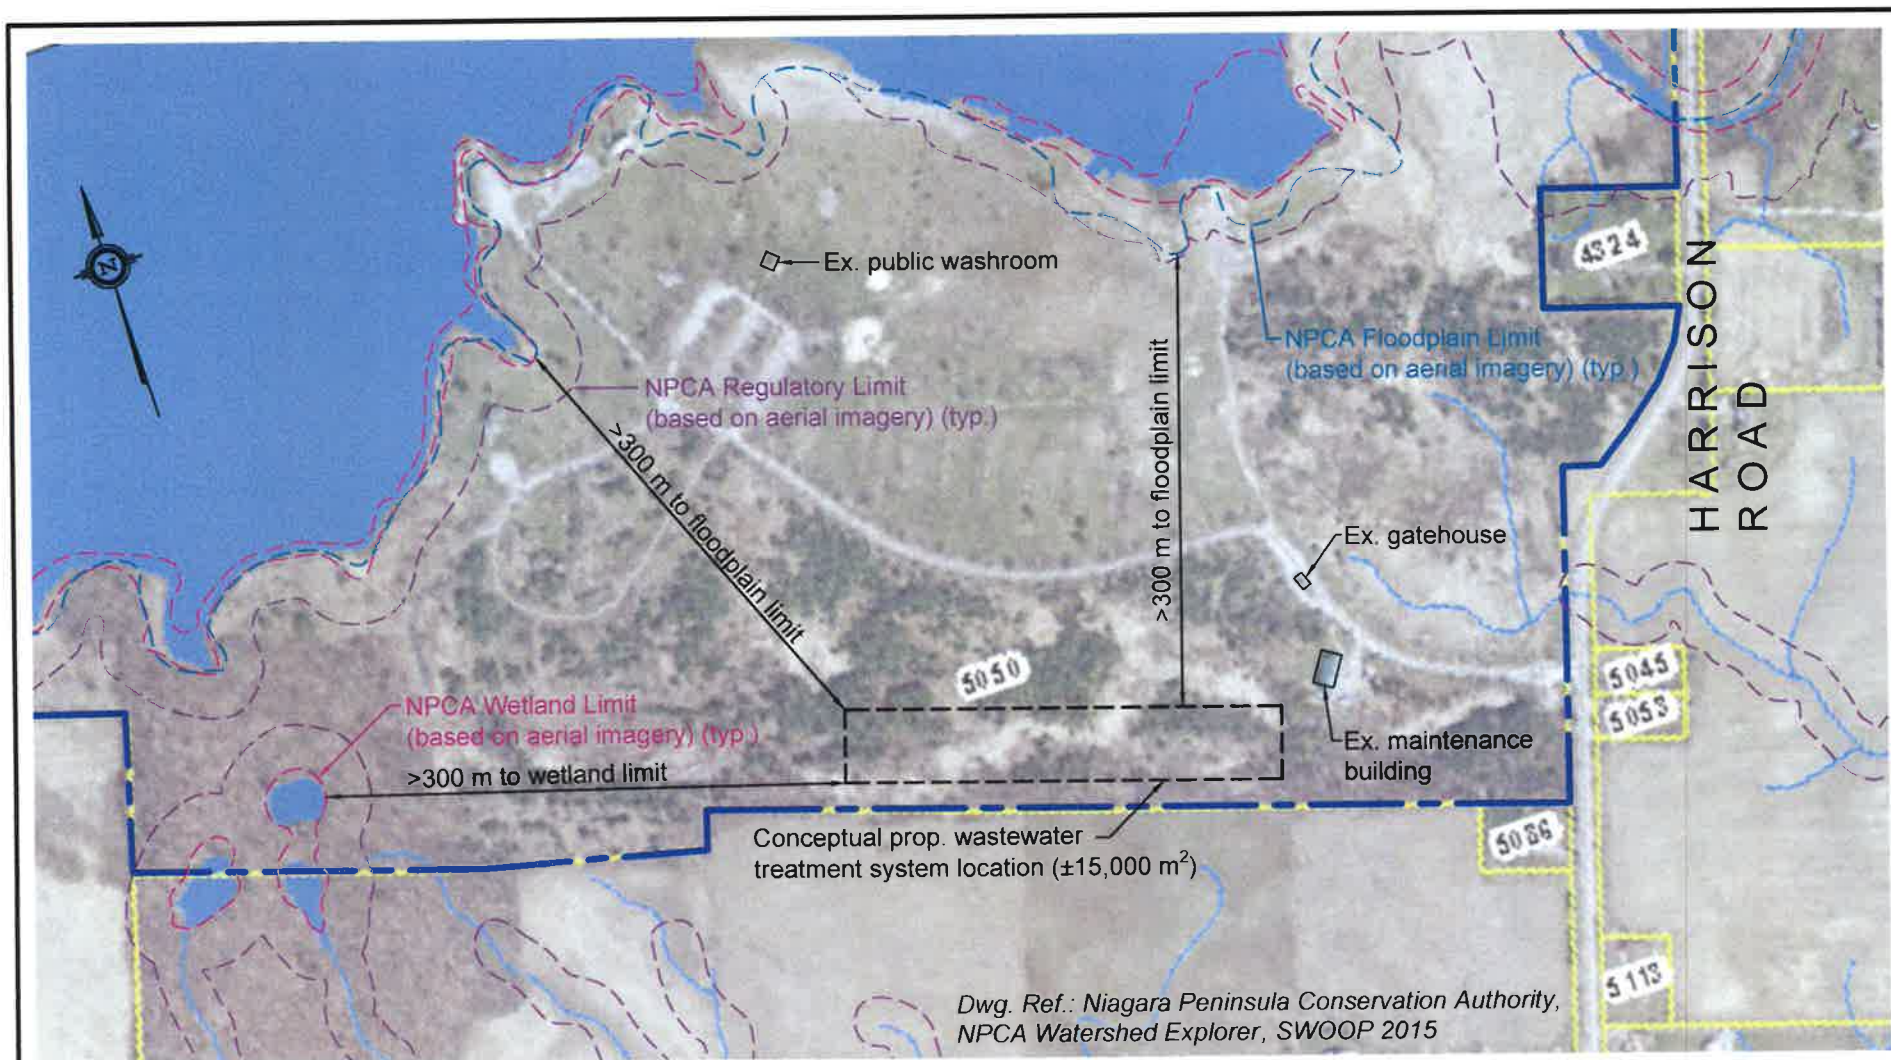 4324
HARRISON
ROAD
Ex. public washroom
N
NPCA Floodplain Limit
(based on aerial imagery) (typ.)
NPCA Regulatory Limit
(based on aerial imagery) (typ.)
>300 m to floodplain limit
>300 m to floodplain limit
Ex. gatehouse
5050
5045
5053
NPCA Wetland Limit
(based on aerial imagery) (typ.)
>300 m to wetland limit
Ex. maintenance
building
Conceptual prop. wastewater
treatment system location (±15,000 m²)
5086
5113
Dwg. Ref.: Niagara Peninsula Conservation Authority,
NPCA Watershed Explorer, SWOOP 2015